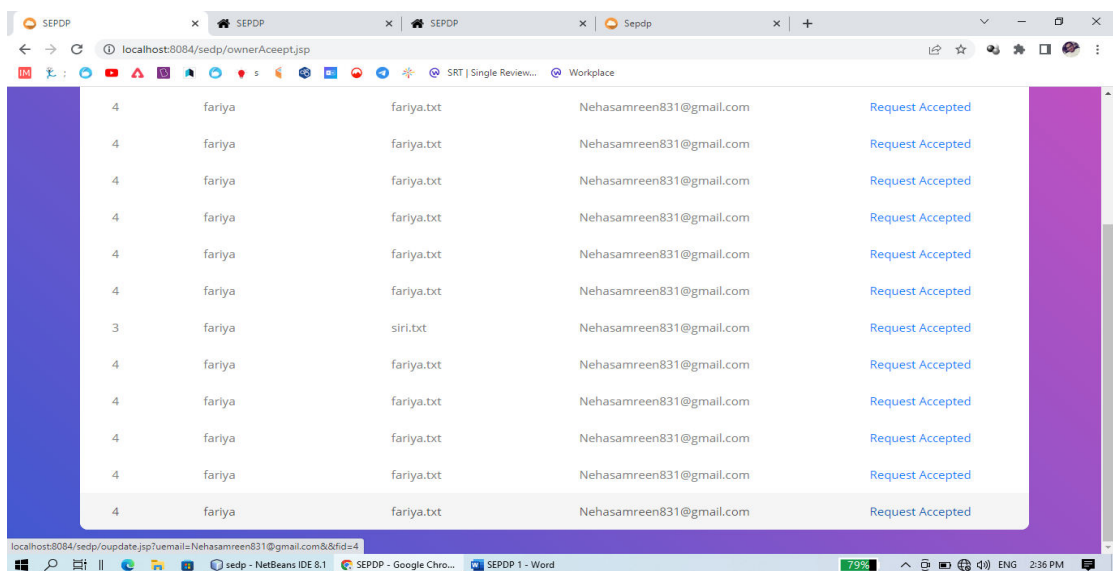 SEPDP SEPDP SEPDP Sepdp
localhost:8084/sedp/ownerAceept.jsp
IM s SRT | Single Review... Workplace
4 fariya fariya.txt Nehasamreen831@gmail.com Request Accepted
4 fariya fariya.txt Nehasamreen831@gmail.com Request Accepted
4 fariya fariya.txt Nehasamreen831@gmail.com Request Accepted
4 fariya fariya.txt Nehasamreen831@gmail.com Request Accepted
4 fariya fariya.txt Nehasamreen831@gmail.com Request Accepted
4 fariya fariya.txt Nehasamreen831@gmail.com Request Accepted
3 fariya siri.txt Nehasamreen831@gmail.com Request Accepted
4 fariya fariya.txt Nehasamreen831@gmail.com Request Accepted
4 fariya fariya.txt Nehasamreen831@gmail.com Request Accepted
4 fariya fariya.txt Nehasamreen831@gmail.com Request Accepted
4 fariya fariya.txt Nehasamreen831@gmail.com Request Accepted
4 fariya fariya.txt Nehasamreen831@gmail.com Request Accepted
localhost:8084/sedp/oupdate.jsp?uemail=Nehasamreen831@gmail.com&&fid=4
sedp - NetBeans IDE 8.1 SEPDP - Google Chro... SEPDP 1 - Word 79% ENG 2:36 PM